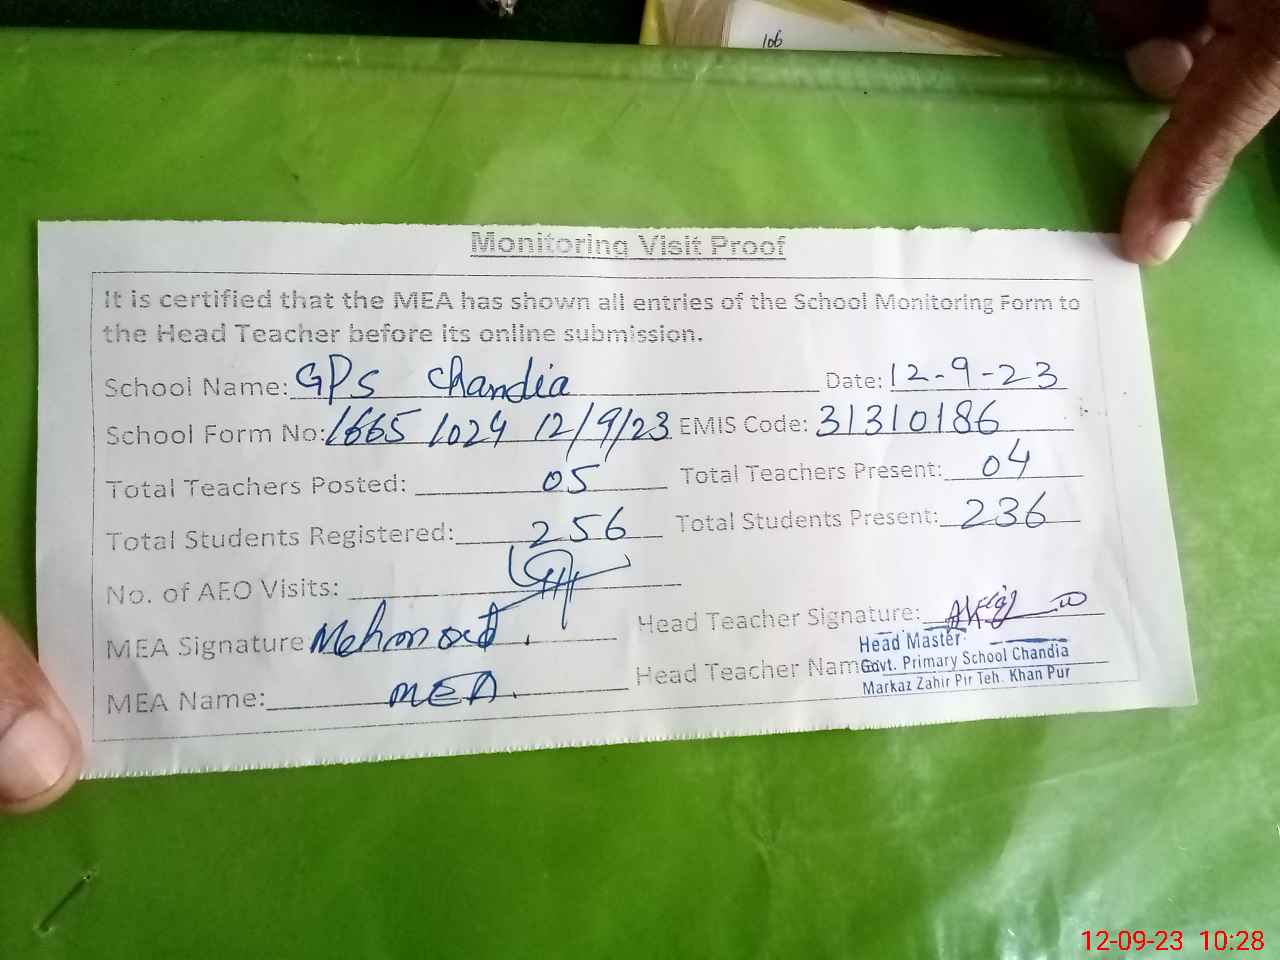 106
Monitoring Visit Proof
It is certified that the MEA has shown all entries of the School Monitoring Form to
the Head Teacher before its online submission.
School Name: GPS Chandia Date: 12-9-23
School Form No: 1665 1024 12/9/23 EMIS Code: 31310186
Total Teachers Posted: 05 Total Teachers Present: 04
Total Students Registered: 256 Total Students Present: 236
No. of AEO Visits:
MEA Signature Head Teacher Signature:
Head Master
MEA Name: MEA. Head Teacher Name:
Govt. Primary School Chandia
Markaz Zahir Pir Teh. Khan Pur
12-09-23 10:28